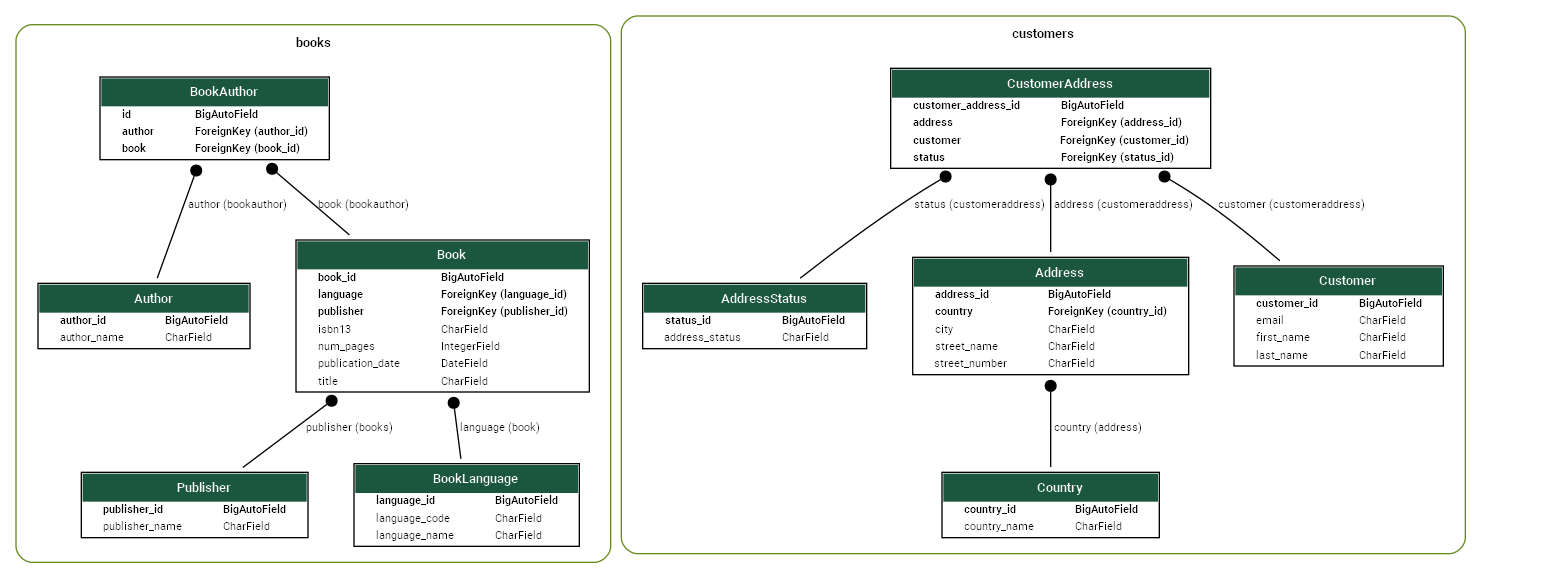 books
BookAuthor
id BigAutoField
author ForeignKey (author_id)
book ForeignKey (book_id)
author (bookauthor)
book (bookauthor)
Author
author_id BigAutoField
author_name CharField
Book
book_id BigAutoField
language ForeignKey (language_id)
publisher ForeignKey (publisher_id)
isbn13 CharField
num_pages IntegerField
publication_date DateField
title CharField
publisher (books)
language (book)
Publisher
publisher_id BigAutoField
publisher_name CharField
BookLanguage
language_id BigAutoField
language_code CharField
language_name CharField
customers
CustomerAddress
customer_address_id BigAutoField
address ForeignKey (address_id)
customer ForeignKey (customer_id)
status ForeignKey (status_id)
status (customeraddress)
address (customeraddress)
customer (customeraddress)
AddressStatus
status_id BigAutoField
address_status CharField
Address
address_id BigAutoField
country ForeignKey (country_id)
city CharField
street_name CharField
street_number CharField
Customer
customer_id BigAutoField
email CharField
first_name CharField
last_name CharField
country (address)
Country
country_id BigAutoField
country_name CharField